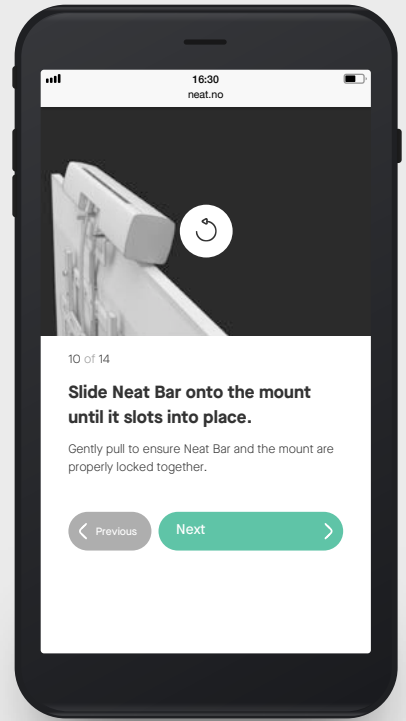 16:30
neat.no
10 of 14
Slide Neat Bar onto the mount
until it slots into place.
Gently pull to ensure Neat Bar and the mount are
properly locked together.
Previous
Next